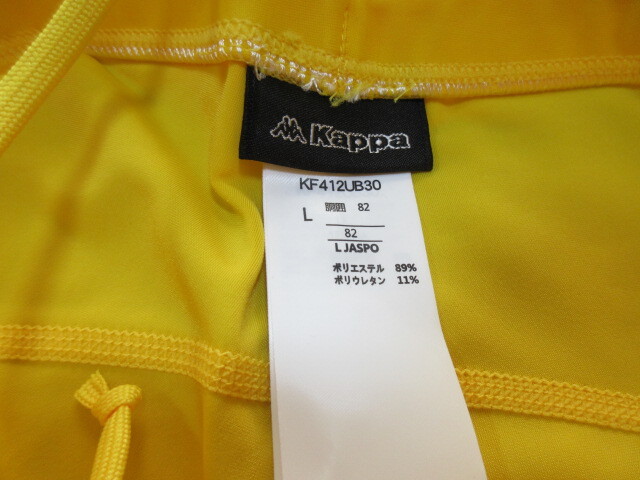 Kappa
KF412UB30
L 胴囲 82
82
L JASPO
ポリエステル 89%
ポリウレタン 11%